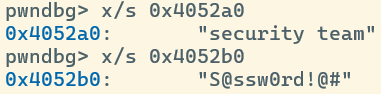 pwndbg> x/s 0x4052a0
0x4052a0:       "security team"
pwndbg> x/s 0x4052b0
0x4052b0:       "S@ssw0rd!@#"